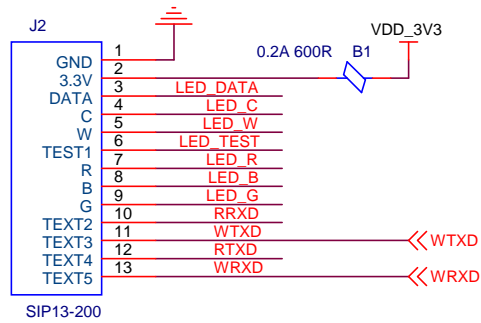 J2
VDD_3V3
0.2A 600R B1
GND 1
3.3V 2
DATA 3 LED_DATA
C 4 LED_C
W 5 LED_W
TEST1 6 LED_TEST
R 7 LED_R
B 8 LED_B
G 9 LED_G
TEXT2 10 RRXD
TEXT3 11 WTXD WTXD
TEXT4 12 RTXD
TEXT5 13 WRXD WRXD
SIP13-200